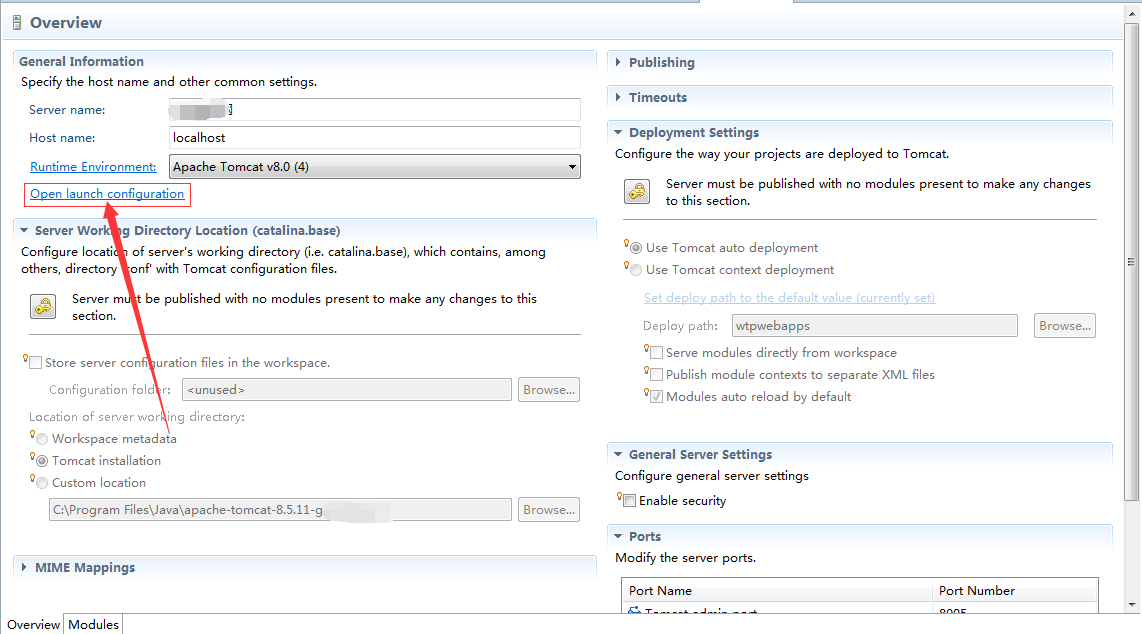 Overview
General Information
Specify the host name and other common settings.
Server name:
Host name: localhost
Runtime Environment: Apache Tomcat v8.0 (4)
Open launch configuration
Server Working Directory Location (catalina.base)
Configure location of server's working directory (i.e. catalina.base), which contains, among
others, directory 'conf' with Tomcat configuration files.
Server must be published with no modules present to make any changes to this
section.
Store server configuration files in the workspace.
Configuration folder: <unused> Browse...
Location of server working directory:
Workspace metadata
Tomcat installation
Custom location
C:\Program Files\Java\apache-tomcat-8.5.11-g Browse...
MIME Mappings
Publishing
Timeouts
Deployment Settings
Configure the way your projects are deployed to Tomcat.
Server must be published with no modules present to make any changes
to this section.
Use Tomcat auto deployment
Use Tomcat context deployment
Set deploy path to the default value (currently set)
Deploy path: wtpwebapps Browse...
Serve modules directly from workspace
Publish module contexts to separate XML files
Modules auto reload by default
General Server Settings
Configure general server settings
Enable security
Ports
Modify the server ports.
Port Name Port Number
Tomcat admin port 8005
Overview Modules